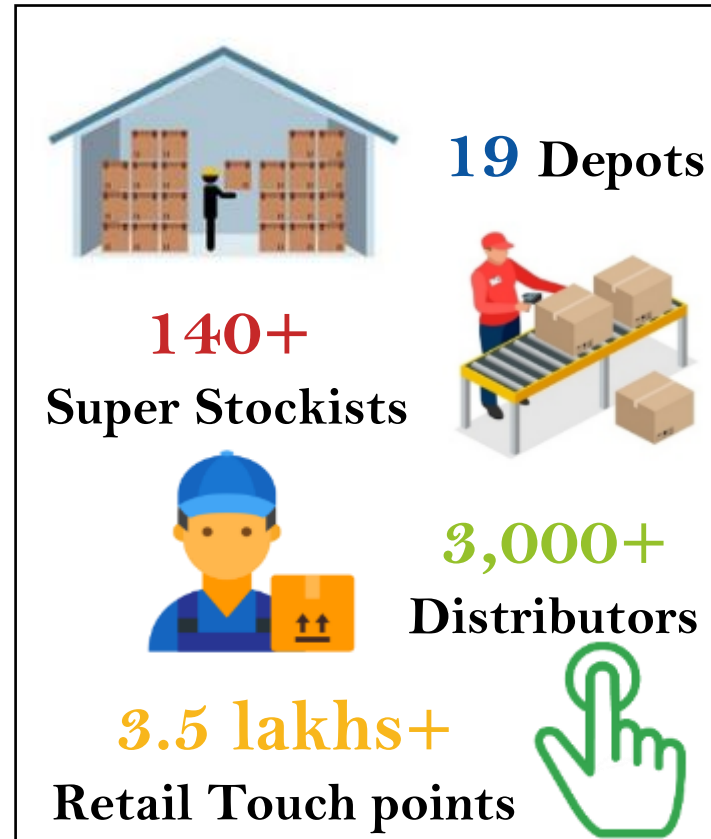 19 Depots
140+
Super Stockists
3,000+
Distributors
3.5 lakhs+
Retail Touch points